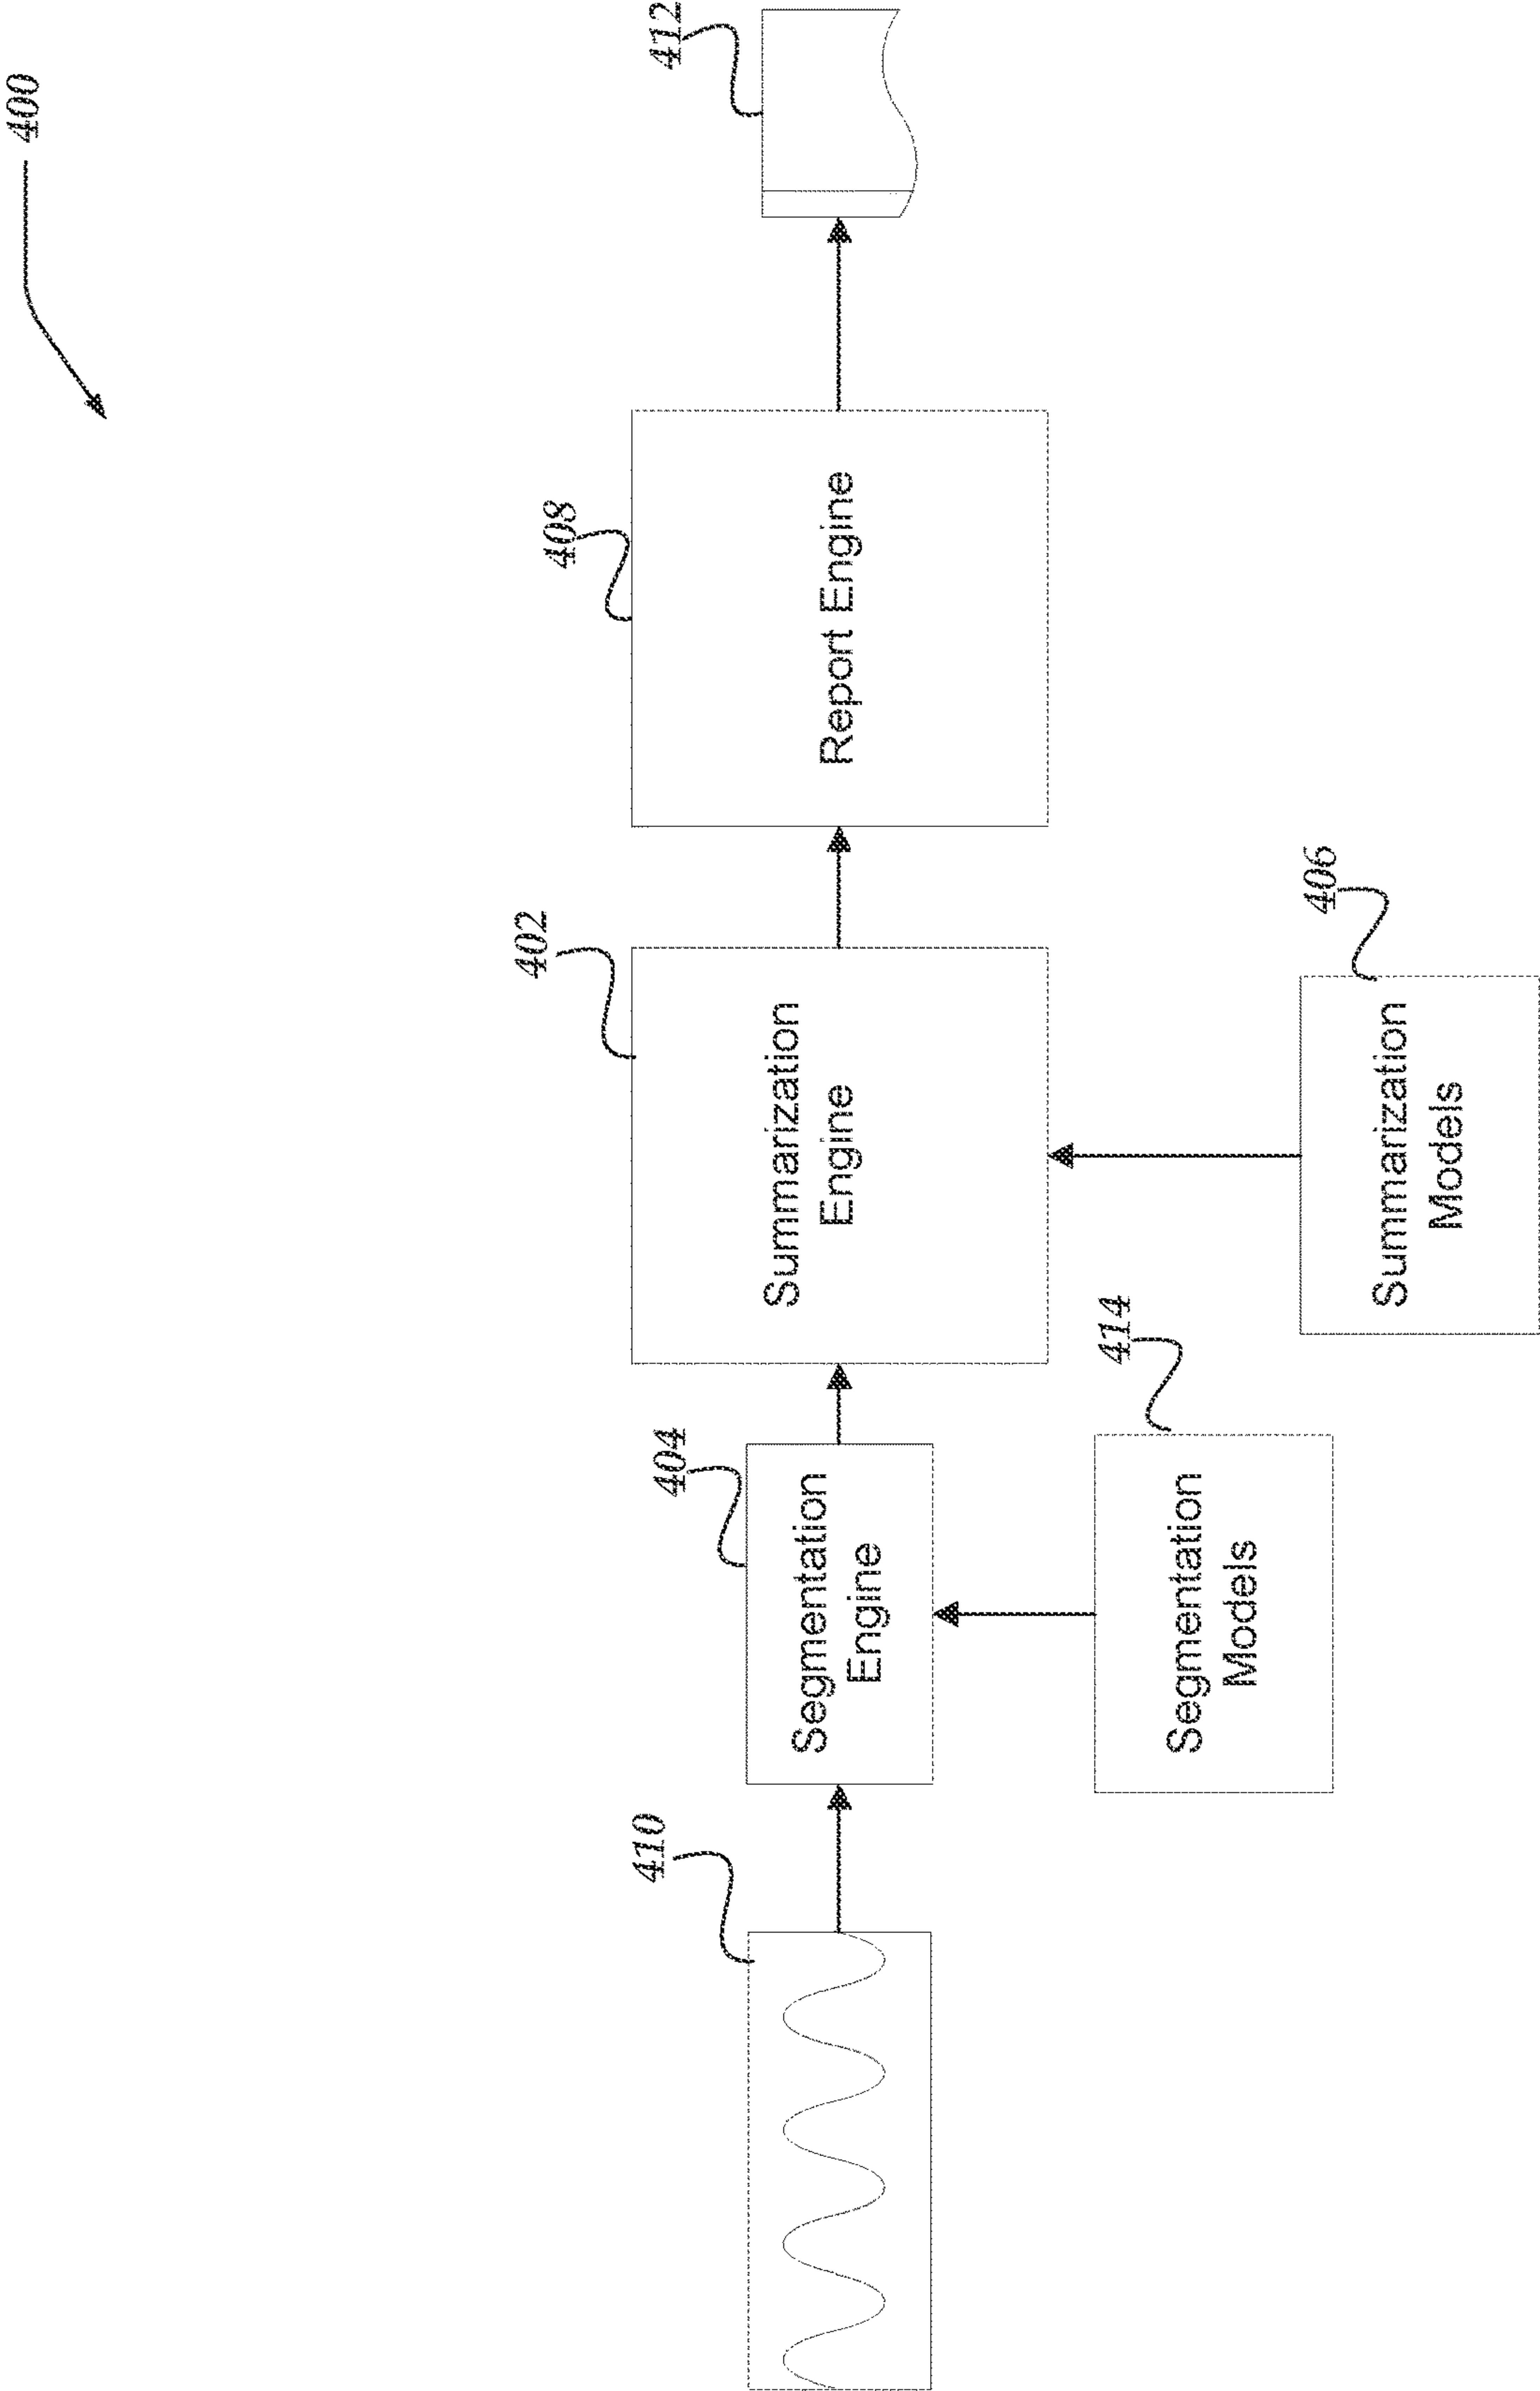 400
410
404
Segmentation
Engine
414
Segmentation
Models
402
Summarization
Engine
406
Summarization
Models
408
Report Engine
412